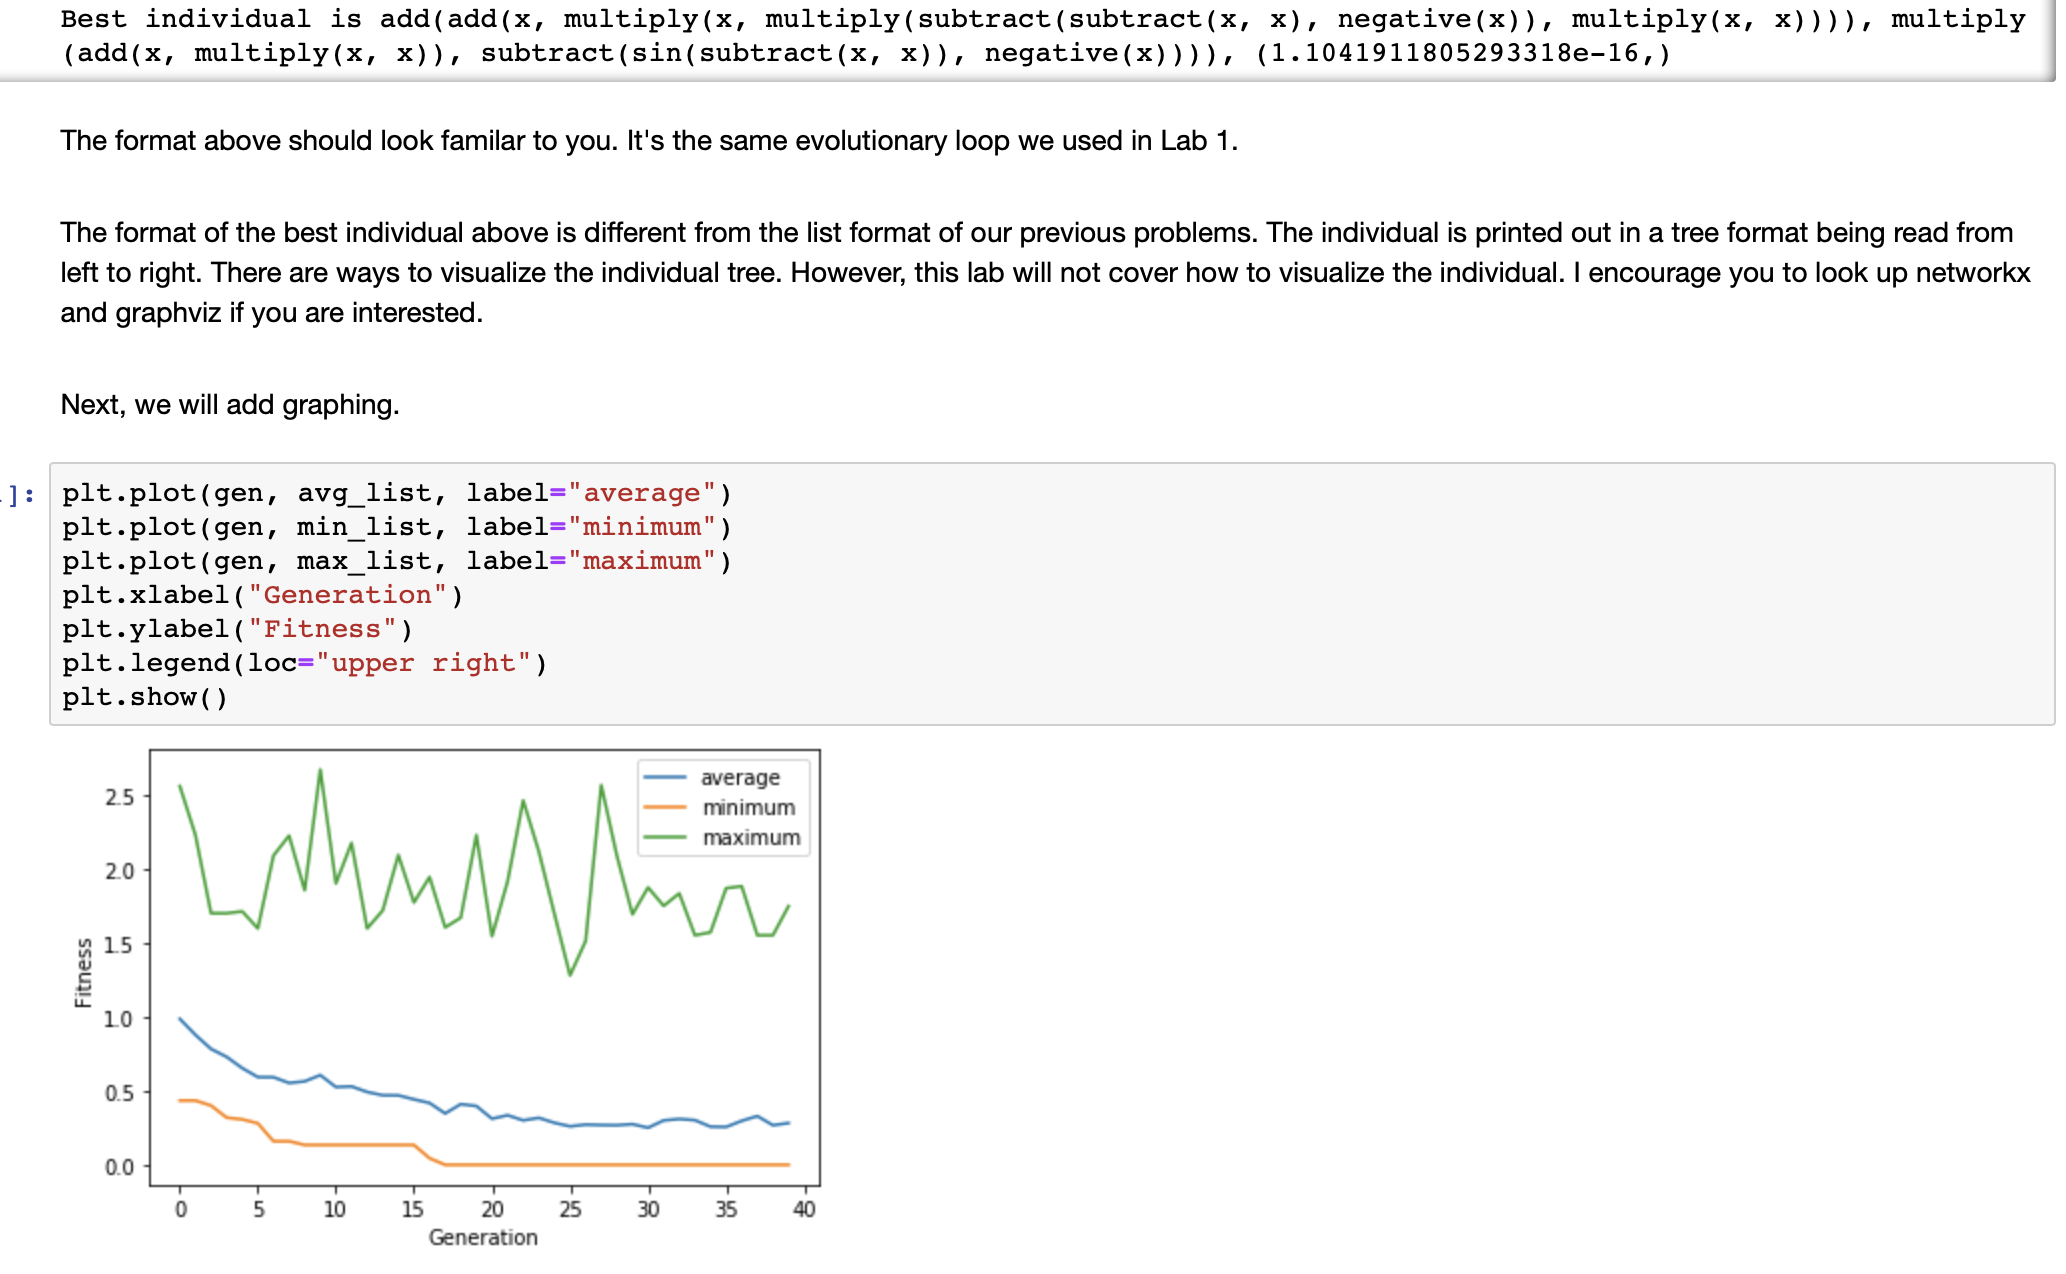 Best individual is add(add(x, multiply(x, multiply(subtract(subtract(x, x), negative(x)), multiply(x, x)))), multiply
(add(x, multiply(x, x)), subtract(sin(subtract(x, x)), negative(x)))), (1.1041911805293318e-16,)
The format above should look familar to you. It's the same evolutionary loop we used in Lab 1.
The format of the best individual above is different from the list format of our previous problems. The individual is printed out in a tree format being read from
left to right. There are ways to visualize the individual tree. However, this lab will not cover how to visualize the individual. I encourage you to look up networkx
and graphviz if you are interested.
Next, we will add graphing.
]:
plt.plot(gen, avg_list, label="average")
plt.plot(gen, min_list, label="minimum")
plt.plot(gen, max_list, label="maximum")
plt.xlabel("Generation")
plt.ylabel("Fitness")
plt.legend(loc="upper right")
plt.show()
average
minimum
maximum
2.5
2.0
1.5
1.0
0.5
0.0
Fitness
0 5 10 15 20 25 30 35 40
Generation